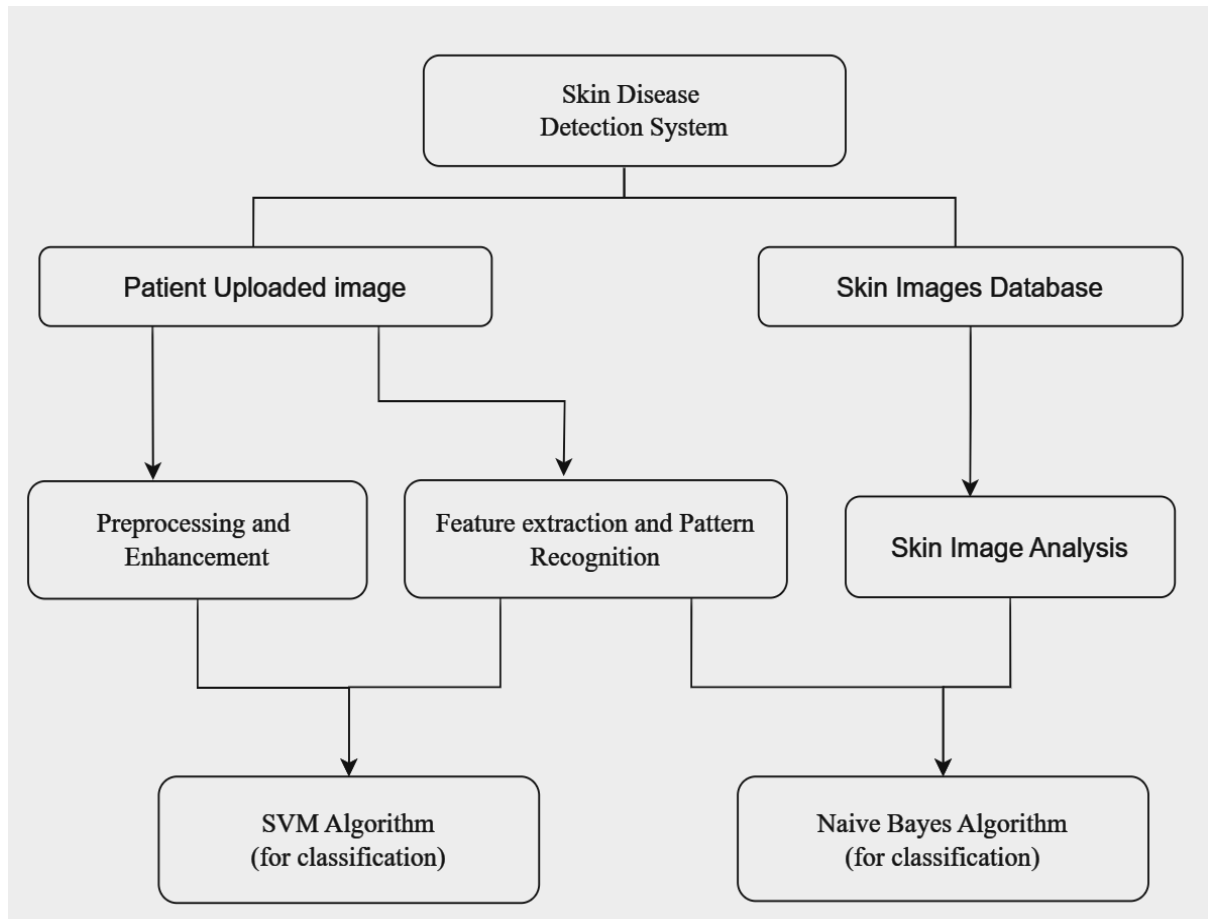 Skin Disease
Detection System
Patient Uploaded image
Skin Images Database
Preprocessing and
Enhancement
Feature extraction and Pattern
Recognition
Skin Image Analysis
SVM Algorithm
(for classification)
Naive Bayes Algorithm
(for classification)